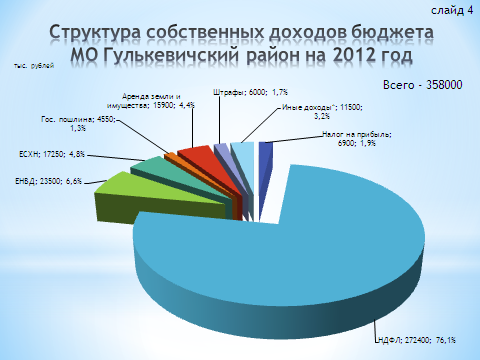 слайд 4
Структура собственных доходов бюджета
МО Гулькевичский район на 2012 год
тыс. рублей
Всего - 358000
Штрафы; 6000; 1,7%
Аренда земли и
имущества; 15900; 4,4%
Иные доходы*; 11500;
3,2%
Гос. пошлина; 4550;
1,3%
Налог на прибыль;
6900; 1,9%
ЕСХН; 17250; 4,8%
ЕНВД; 23500; 6,6%
НДФЛ; 272400; 76,1%